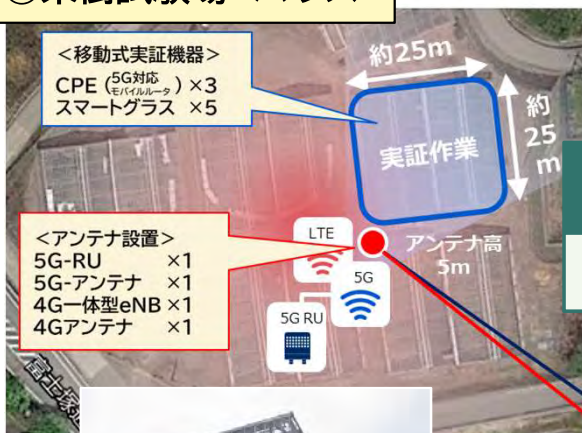 <移動式実証機器>
CPE (5G対応モバイルルータ) ×3
スマートグラス ×5
約25m
約25m
実証作業
<アンテナ設置>
5G-RU ×1
5G-アンテナ ×1
4G一体型eNB ×1
4Gアンテナ ×1
LTE
アンテナ高
5m
5G
5G RU
富士塚